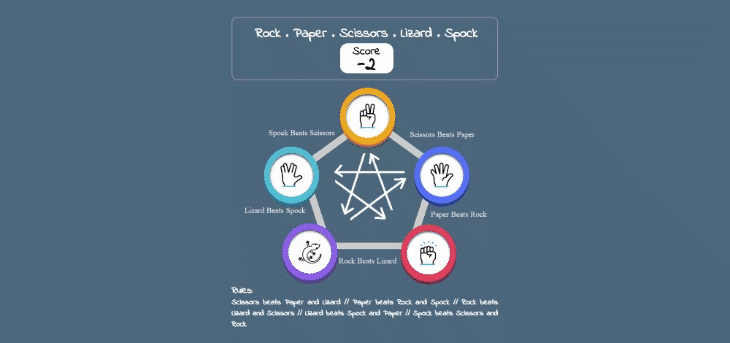 Rock . Paper . Scissors . Lizard . Spock
Score
-2
Spock Beats Scissors
Scissors Beats Paper
Lizard Beats Spock
Paper Beats Rock
Rock Beats Lizard
Rules:
Scissors beats Paper and Lizard // Paper beats Rock and Spock // Rock beats
Lizard and Scissors // Lizard beats Spock and Paper // Spock beats Scissors and
Rock